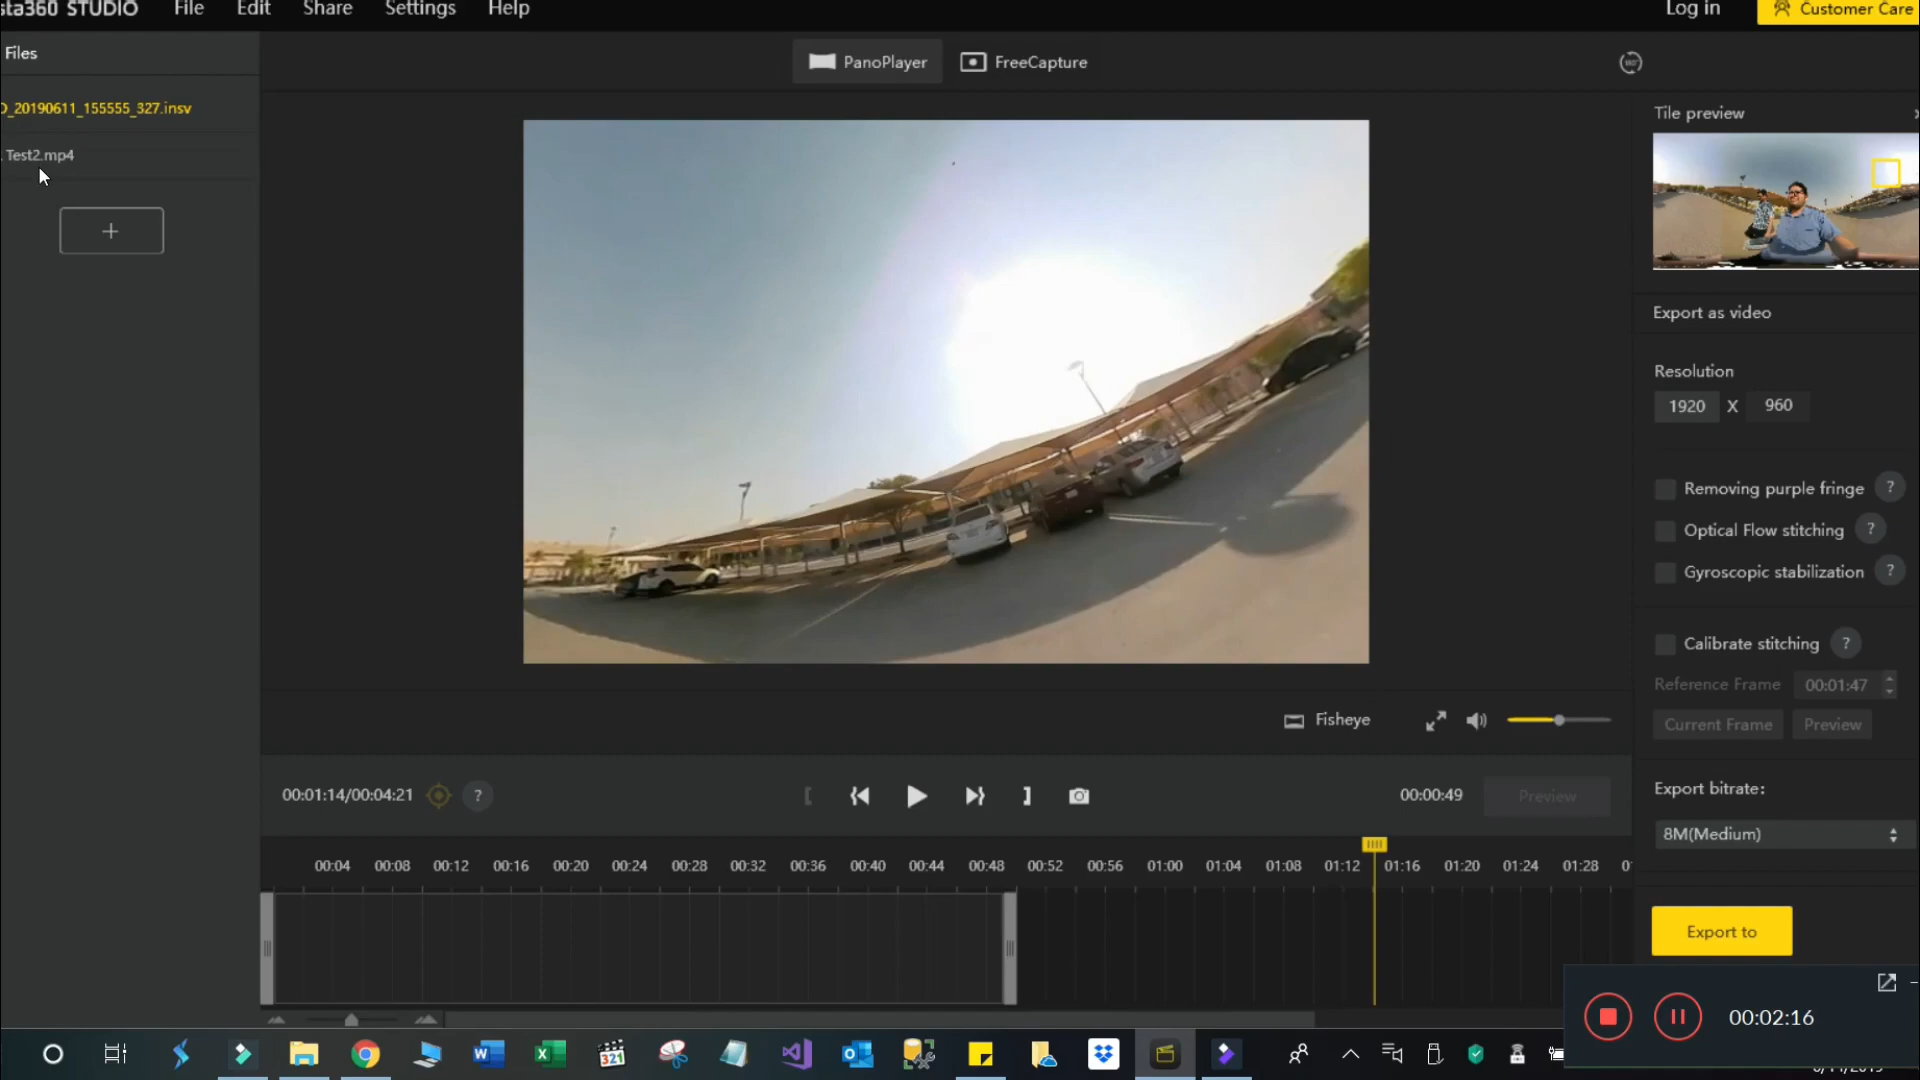 sta360 STUDIO File Edit Share Settings Help Log in Customer Care
Files
PanoPlayer FreeCapture
D_20190611_155555_327.insv
Test2.mp4
+
Tile preview
Export as video
Resolution
1920 X 960
Removing purple fringe ?
Optical Flow stitching ?
Gyroscopic stabilization ?
Calibrate stitching ?
Reference Frame 00:01:47
Current Frame Preview
Fisheye
00:01:14/00:04:21 ? [ ] 00:00:49 Preview
Export bitrate:
8M(Medium)
00:04 00:08 00:12 00:16 00:20 00:24 00:28 00:32 00:36 00:40 00:44 00:48 00:52 00:56 01:00 01:04 01:08 01:12 01:16 01:20 01:24 01:28
Export to
00:02:16
321